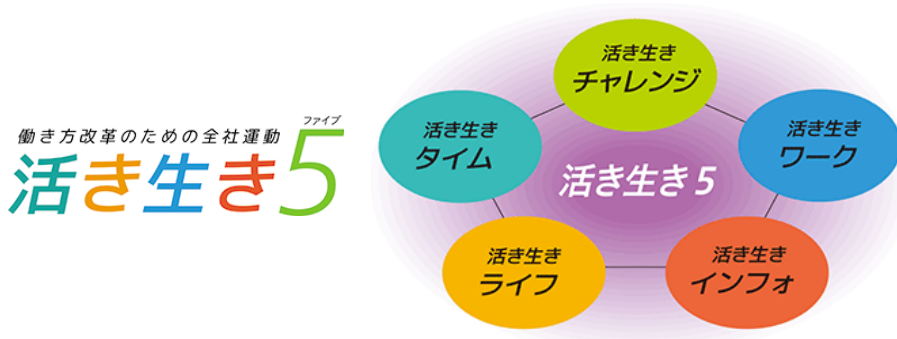 働き方改革のための全社運動
ファイブ
活き生き5
活き生き
チャレンジ
活き生き
タイム
活き生き
ワーク
活き生き5
活き生き
ライフ
活き生き
インフォ